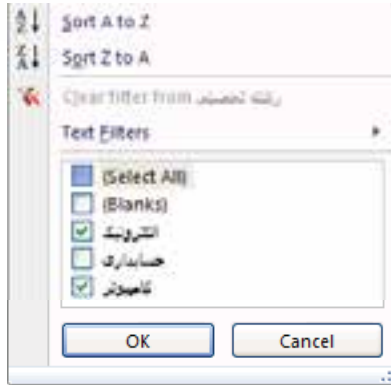 Sort A to Z
Sort Z to A
Clear filter from رشته تحصیلی
Text Filters
(Select All)
(Blanks)
الکترونیک
حسابداری
کامپیوتر
OK
Cancel